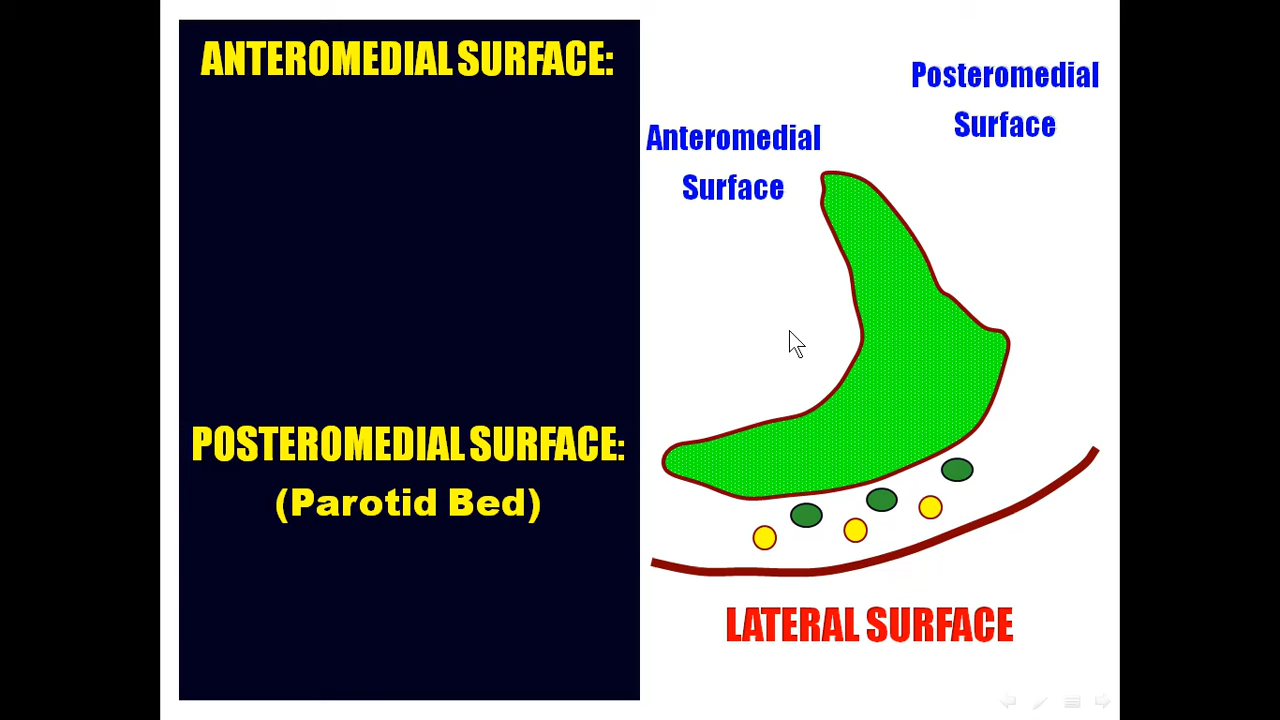 ANTEROMEDIAL SURFACE:
POSTEROMEDIAL SURFACE:
(Parotid Bed)
Posteromedial
Surface
Anteromedial
Surface
LATERAL SURFACE